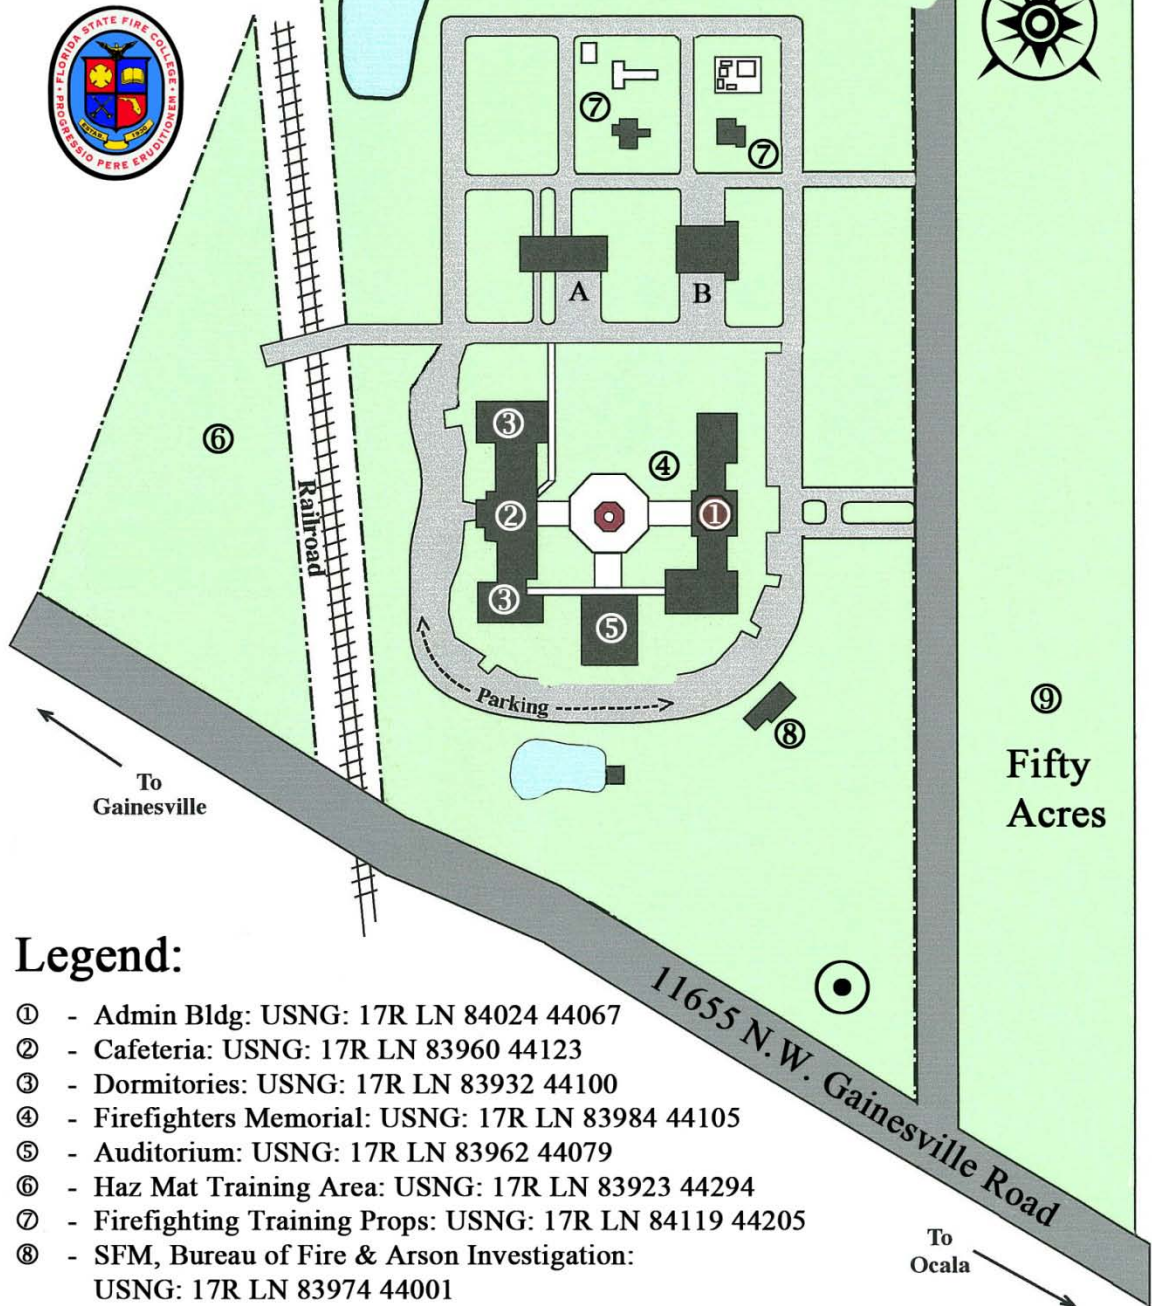 FLORIDA STATE FIRE COLLEGE
PROGRESSIO PERE ERUDITIONEM
ESTAB. 1930
⑦
⑦
A
B
⑥
Railroad
③
④
②
①
③
⑤
Parking
⑧
⑨
Fifty
Acres
To
Gainesville
11655 N.W. Gainesville Road
To
Ocala
Legend:
① - Admin Bldg: USNG: 17R LN 84024 44067
② - Cafeteria: USNG: 17R LN 83960 44123
③ - Dormitories: USNG: 17R LN 83932 44100
④ - Firefighters Memorial: USNG: 17R LN 83984 44105
⑤ - Auditorium: USNG: 17R LN 83962 44079
⑥ - Haz Mat Training Area: USNG: 17R LN 83923 44294
⑦ - Firefighting Training Props: USNG: 17R LN 84119 44205
⑧ - SFM, Bureau of Fire & Arson Investigation:
USNG: 17R LN 83974 44001